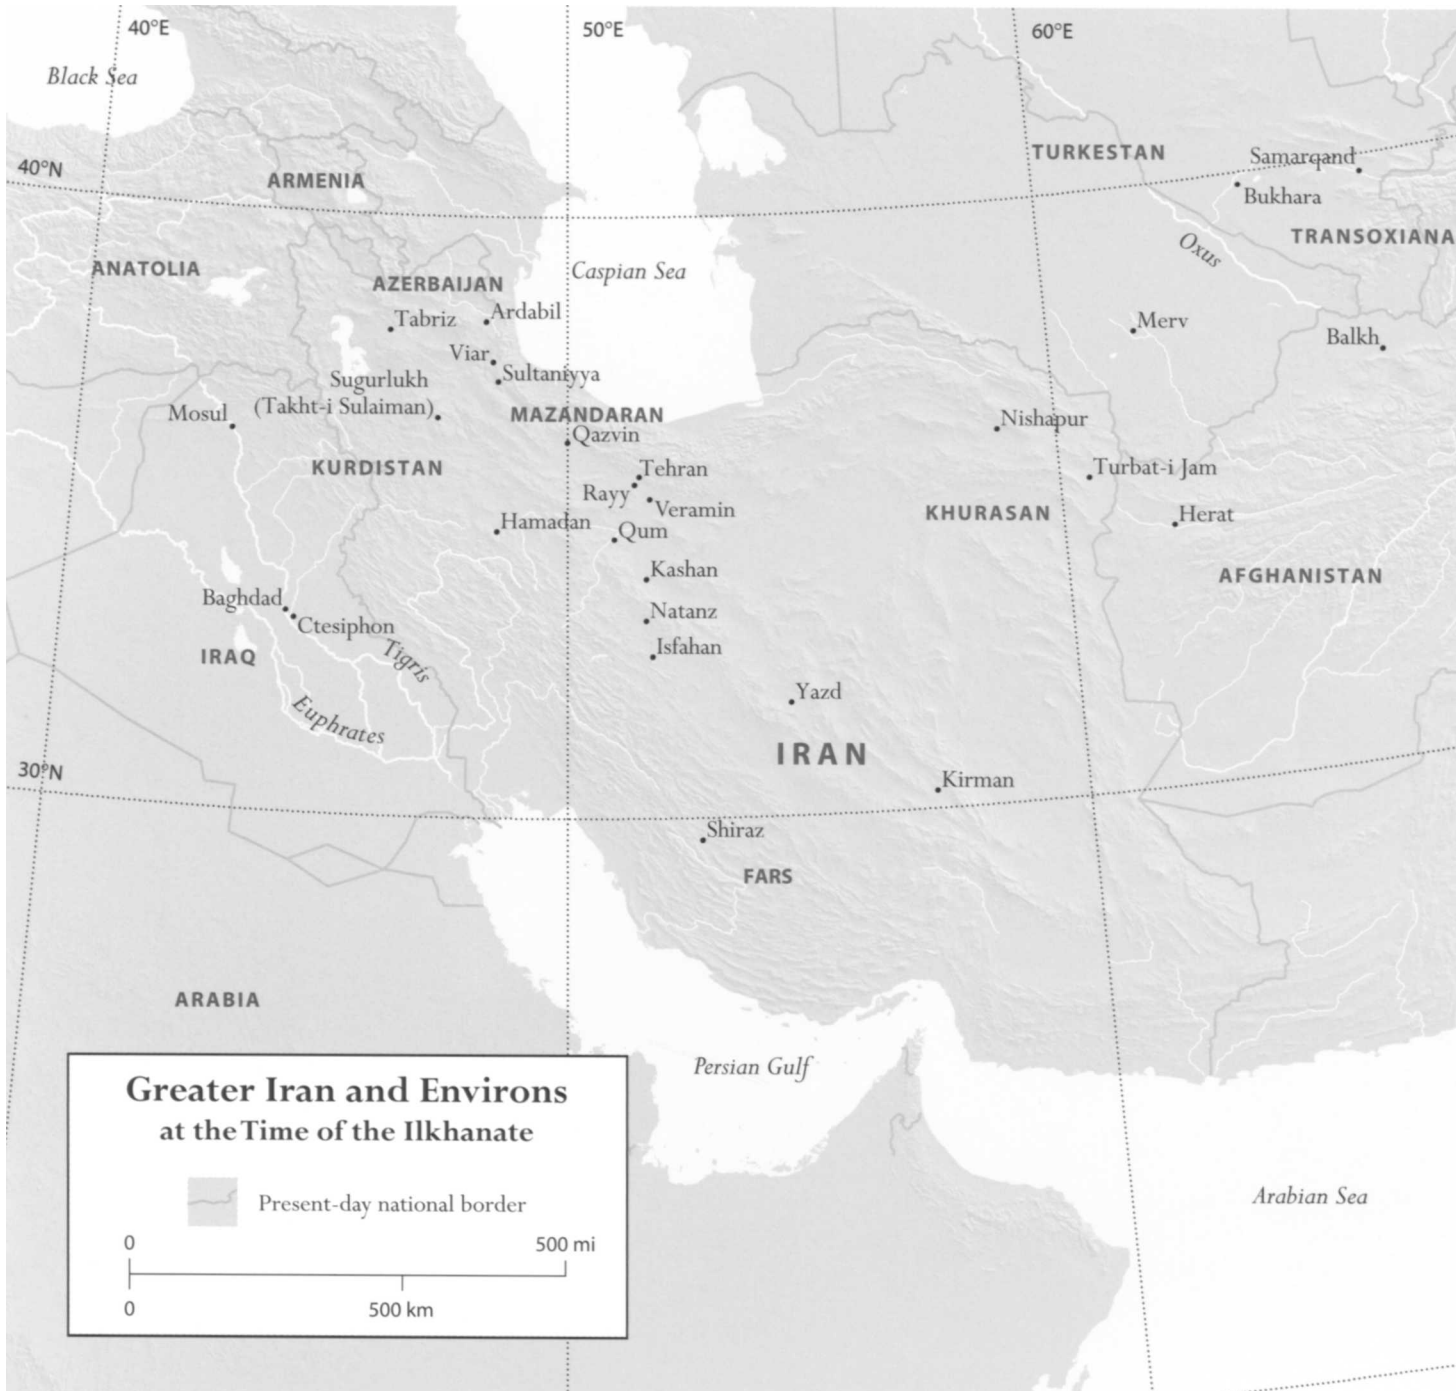 40°E
50°E
60°E
Black Sea
40°N
ARMENIA
TURKESTAN
Samarqand
Bukhara
TRANSOXIANA
Oxus
ANATOLIA
AZERBAIJAN
Caspian Sea
Tabriz
Ardabil
Merv
Balkh
Viar
Sultaniyya
Sugurlukh
(Takht-i Sulaiman)
Mosul
MAZANDARAN
Qazvin
Nishapur
KURDISTAN
Tehran
Rayy
Veramin
Turbat-i Jam
KHURASAN
Herat
Hamadan
Qum
Kashan
AFGHANISTAN
Baghdad
Ctesiphon
Natanz
Isfahan
IRAQ
Tigris
Euphrates
Yazd
IRAN
30°N
Kirman
Shiraz
FARS
ARABIA
Persian Gulf
Arabian Sea
Greater Iran and Environs
at the Time of the Ilkhanate
Present-day national border
0
500 mi
0
500 km